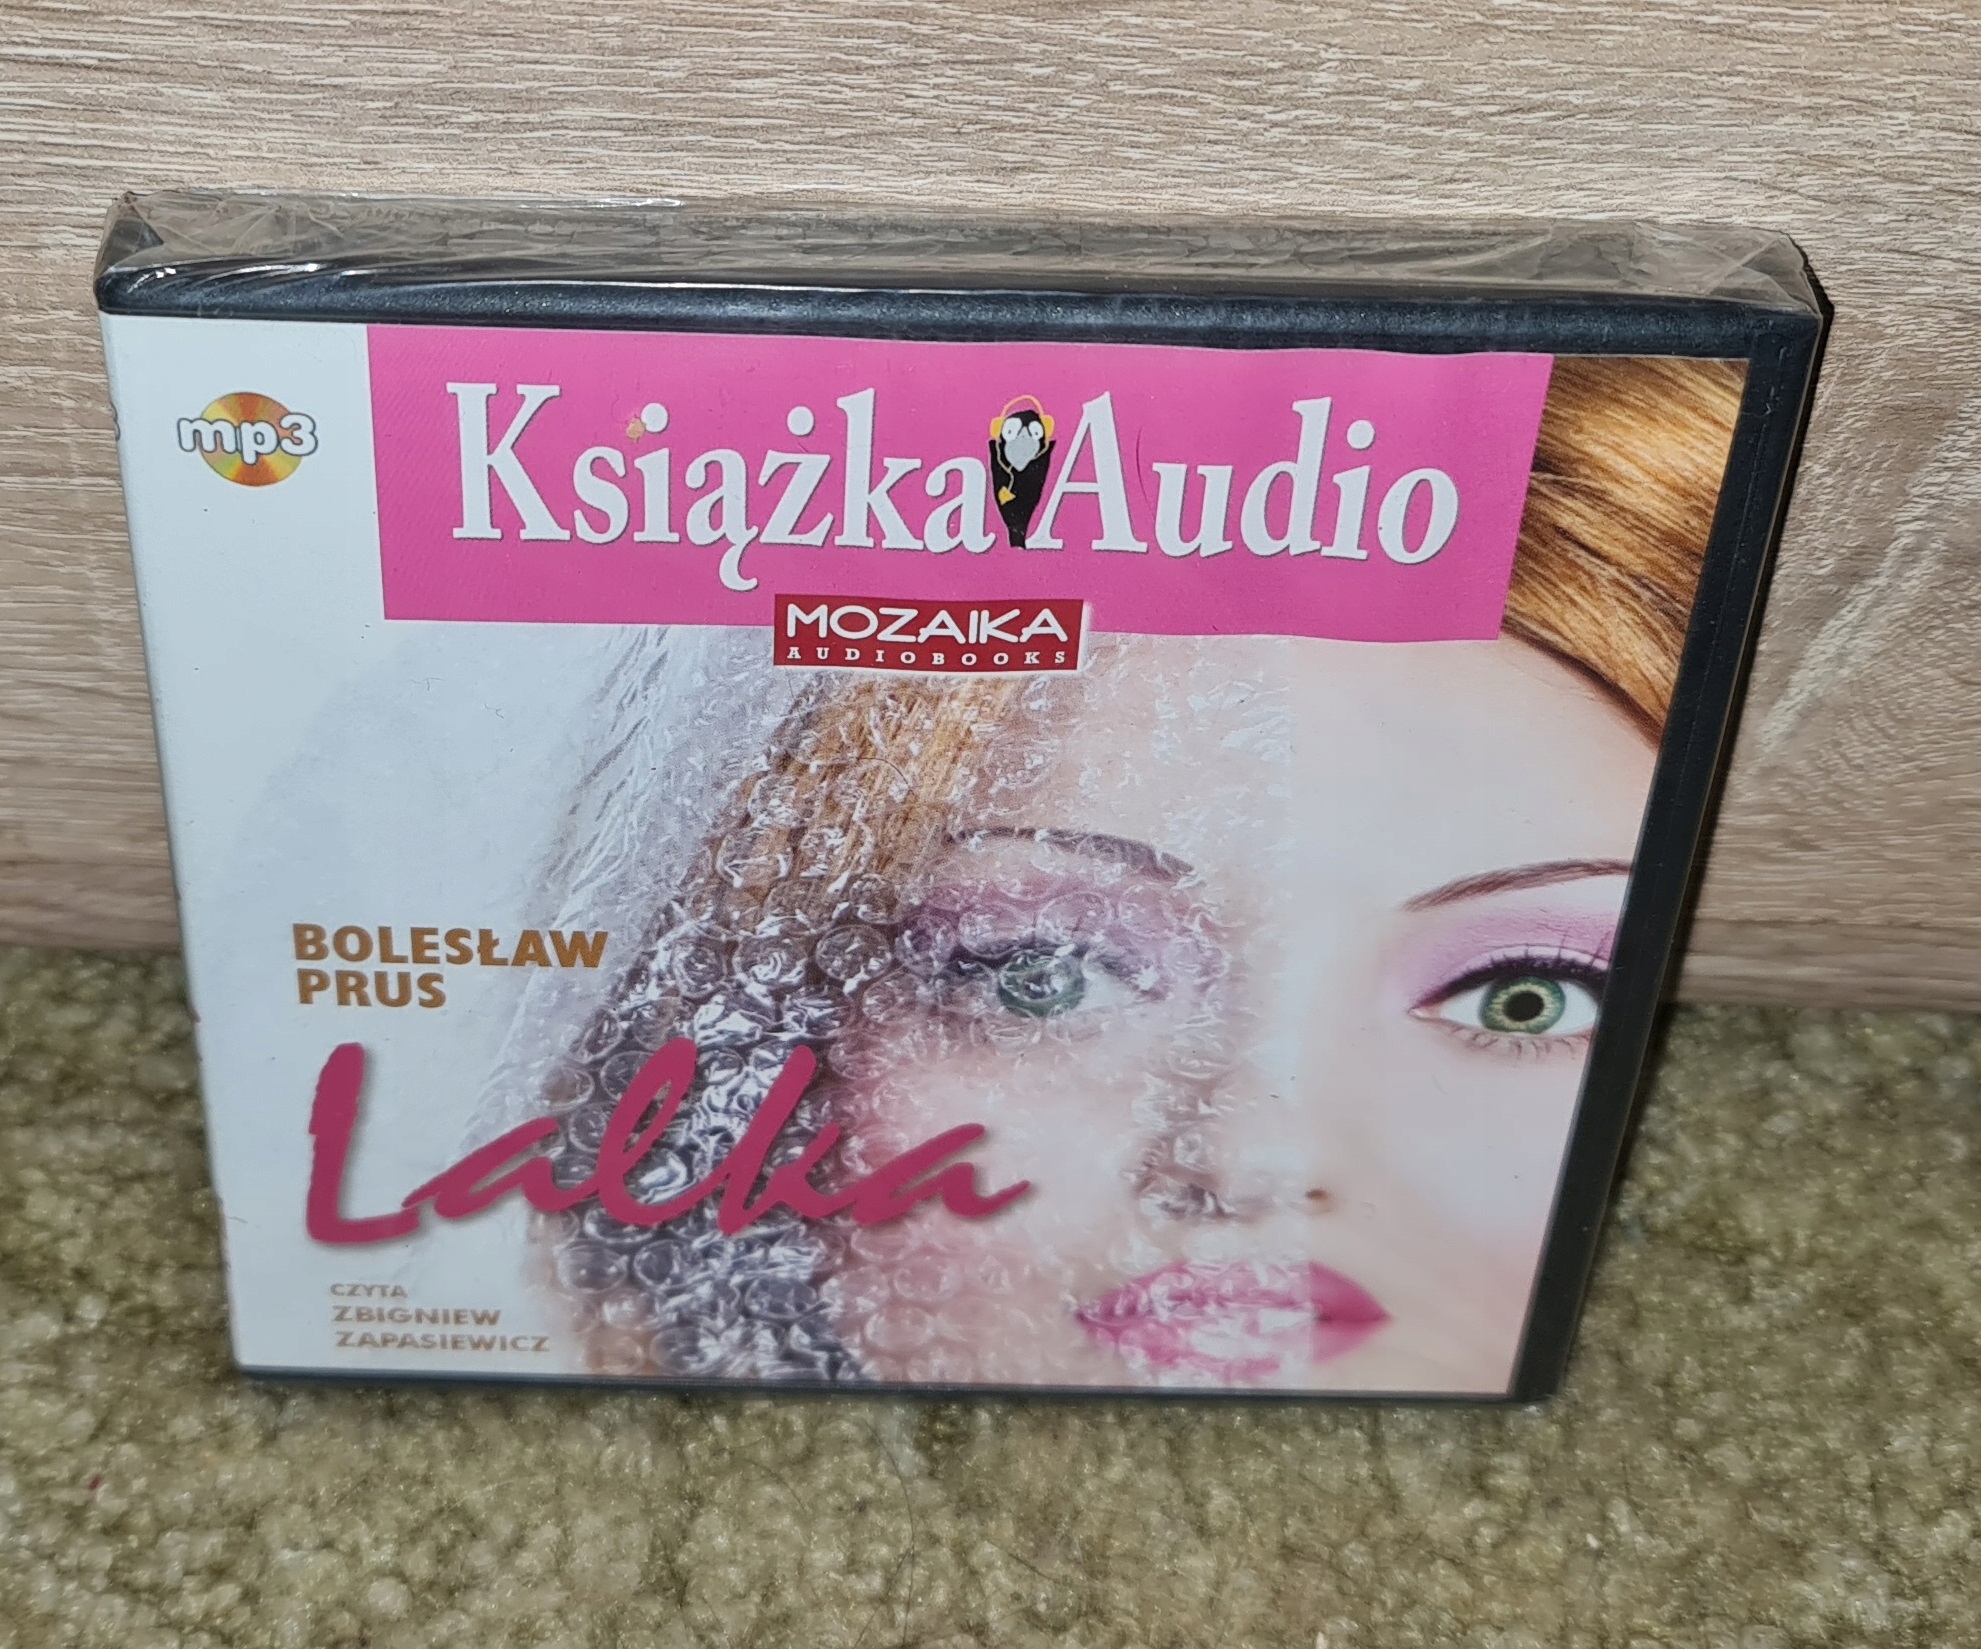 mp3
Książka Audio
MOZAIKA
AUDIOBOOKS
BOLESŁAW
PRUS
Lalka
CZYTA
ZBIGNIEW
ZAPASIEWICZ